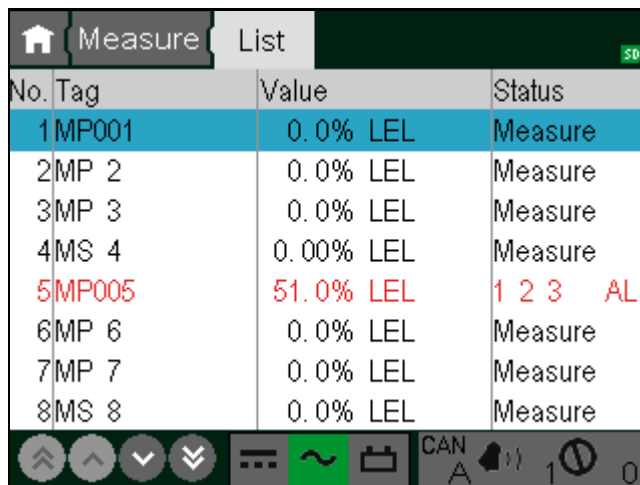 Measure List
SD
No. Tag Value Status
1 MP001 0.0% LEL Measure
2 MP 2 0.0% LEL Measure
3 MP 3 0.0% LEL Measure
4 MS 4 0.00% LEL Measure
5 MP005 51.0% LEL 1 2 3 AL
6 MP 6 0.0% LEL Measure
7 MP 7 0.0% LEL Measure
8 MS 8 0.0% LEL Measure
CAN
A 1 0